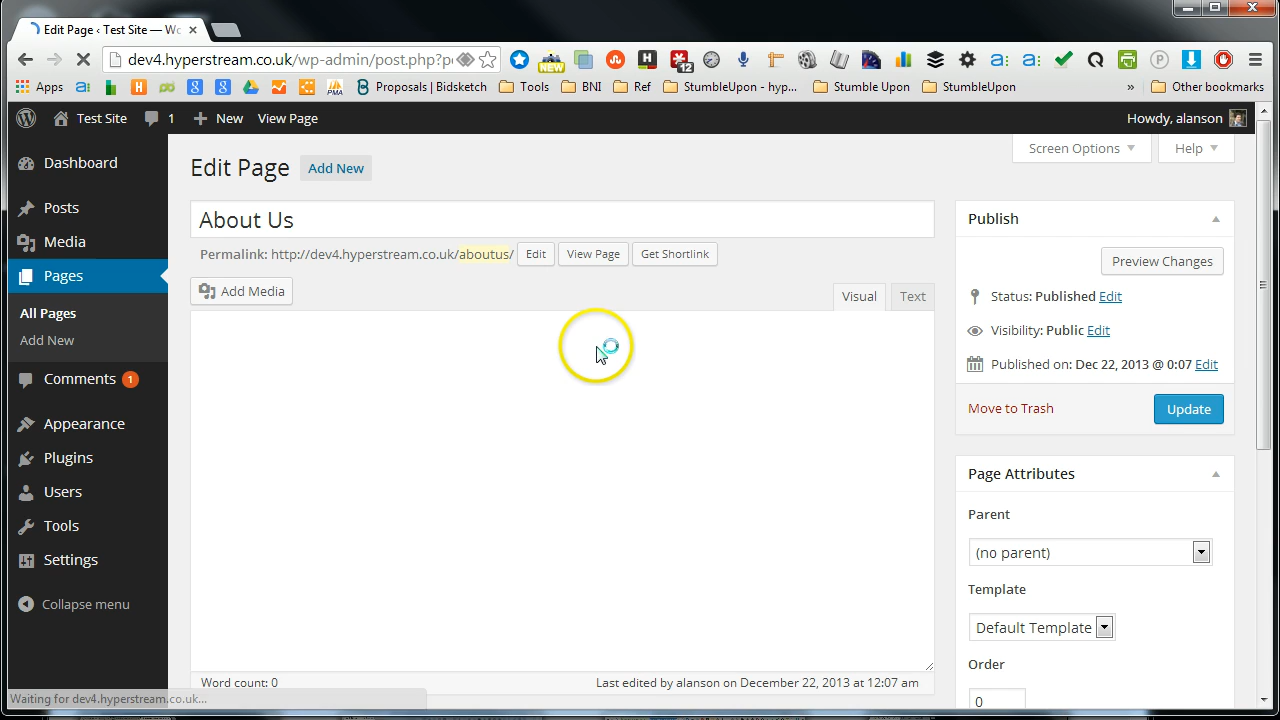 Edit Page ‹ Test Site — Wc
dev4.hyperstream.co.uk/wp-admin/post.php?p
NEW
H
12
Apps
Proposals | Bidsketch
Tools
BNI
Ref
StumbleUpon - hyp...
Stumble Upon
StumbleUpon
»
Other bookmarks
Test Site
1
New
View Page
Howdy, alanson
Screen Options
Help
Dashboard
Posts
Media
Pages
All Pages
Add New
Comments 1
Appearance
Plugins
Users
Tools
Settings
Collapse menu
Edit Page
Add New
About Us
Permalink: http://dev4.hyperstream.co.uk/aboutus/
Edit
View Page
Get Shortlink
Add Media
Visual
Text
Word count: 0
Last edited by alanson on December 22, 2013 at 12:07 am
Publish
Preview Changes
Status: Published Edit
Visibility: Public Edit
Published on: Dec 22, 2013 @ 0:07 Edit
Move to Trash
Update
Page Attributes
Parent
(no parent)
Template
Default Template
Order
0
Waiting for dev4.hyperstream.co.uk...